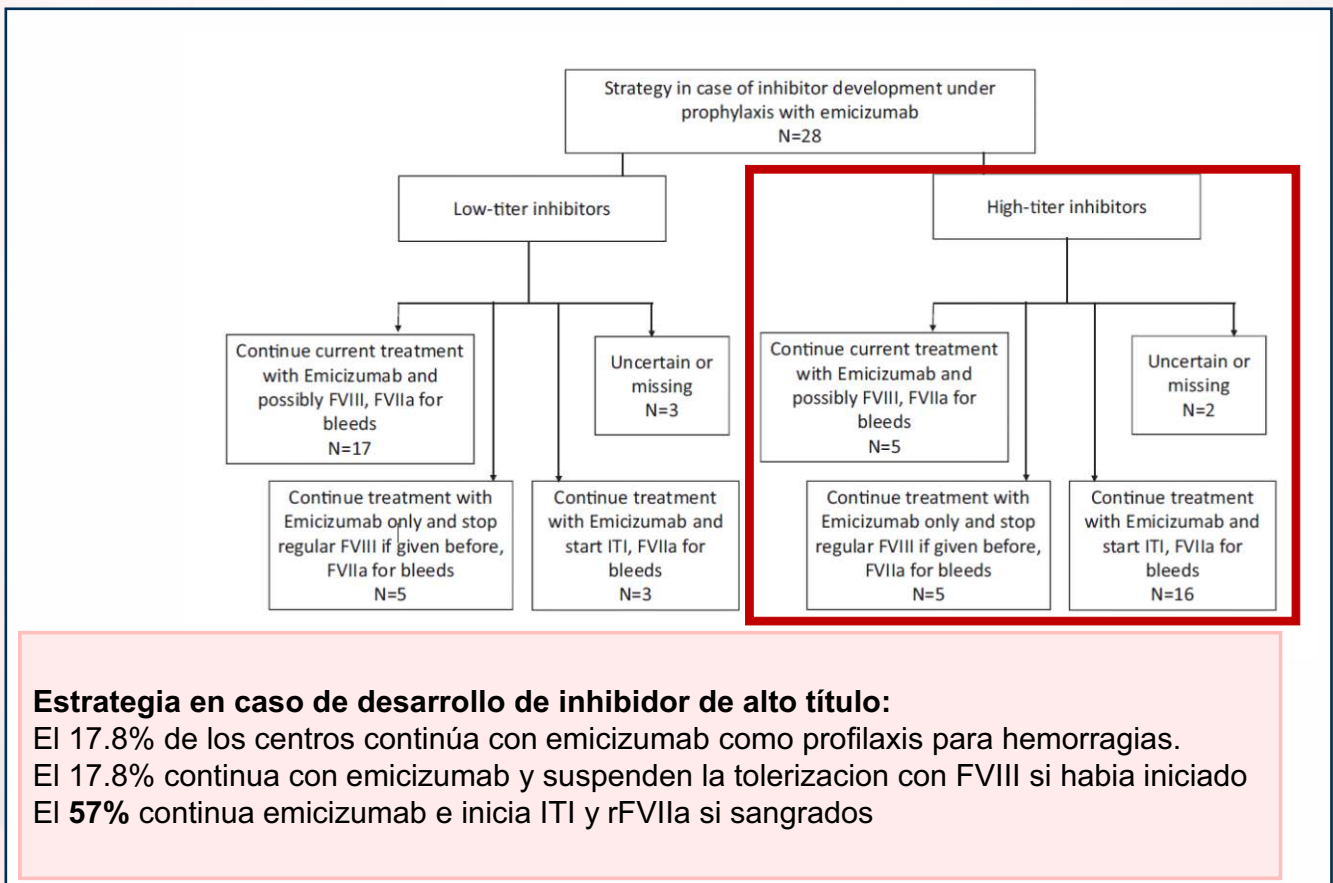 Strategy in case of inhibitor development under
prophylaxis with emicizumab
N=28
Low-titer inhibitors
High-titer inhibitors
Continue current treatment
with Emicizumab and
possibly FVIII, FVIIa for
bleeds
N=17
Uncertain or
missing
N=3
Continue current treatment
with Emicizumab and
possibly FVIII, FVIIa for
bleeds
N=5
Uncertain or
missing
N=2
Continue treatment with
Emicizumab only and stop
regular FVIII if given before,
FVIIa for bleeds
N=5
Continue treatment
with Emicizumab and
start ITI, FVIIa for
bleeds
N=3
Continue treatment with
Emicizumab only and stop
regular FVIII if given before,
FVIIa for bleeds
N=5
Continue treatment
with Emicizumab and
start ITI, FVIIa for
bleeds
N=16
Estrategia en caso de desarrollo de inhibidor de alto título:
El 17.8% de los centros continúa con emicizumab como profilaxis para hemorragias.
El 17.8% continua con emicizumab y suspenden la tolerizacion con FVIII si habia iniciado
El 57% continua emicizumab e inicia ITI y rFVIIa si sangrados